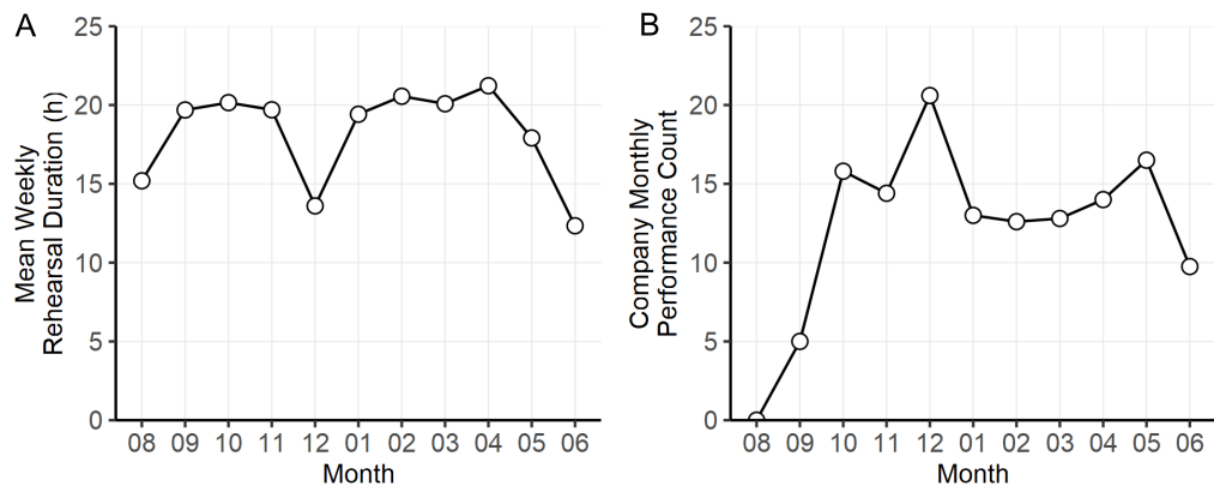 A
Mean Weekly
Rehearsal Duration (h)
25
20
15
10
5
0
08 09 10 11 12 01 02 03 04 05 06
Month
B
Company Monthly
Performance Count
25
20
15
10
5
0
08 09 10 11 12 01 02 03 04 05 06
Month